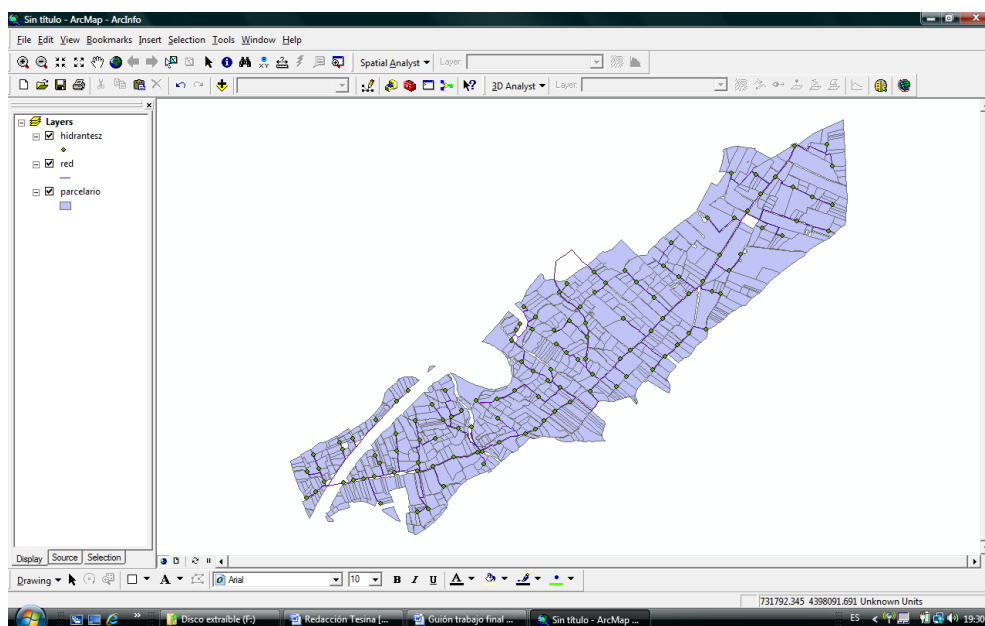 Sin título - ArcMap - ArcInfo
File Edit View Bookmarks Insert Selection Tools Window Help
Spatial Analyst Layer:
3D Analyst Layer:
Layers
hidrantesz
red
parcelario
Display Source Selection
Drawing A Arial 10 B I U A
731792.345 4398091.691 Unknown Units
Disco extraible (F:) Redacción Tesina [... Guión trabajo final ... Sin título - ArcMap ... ES 19:30